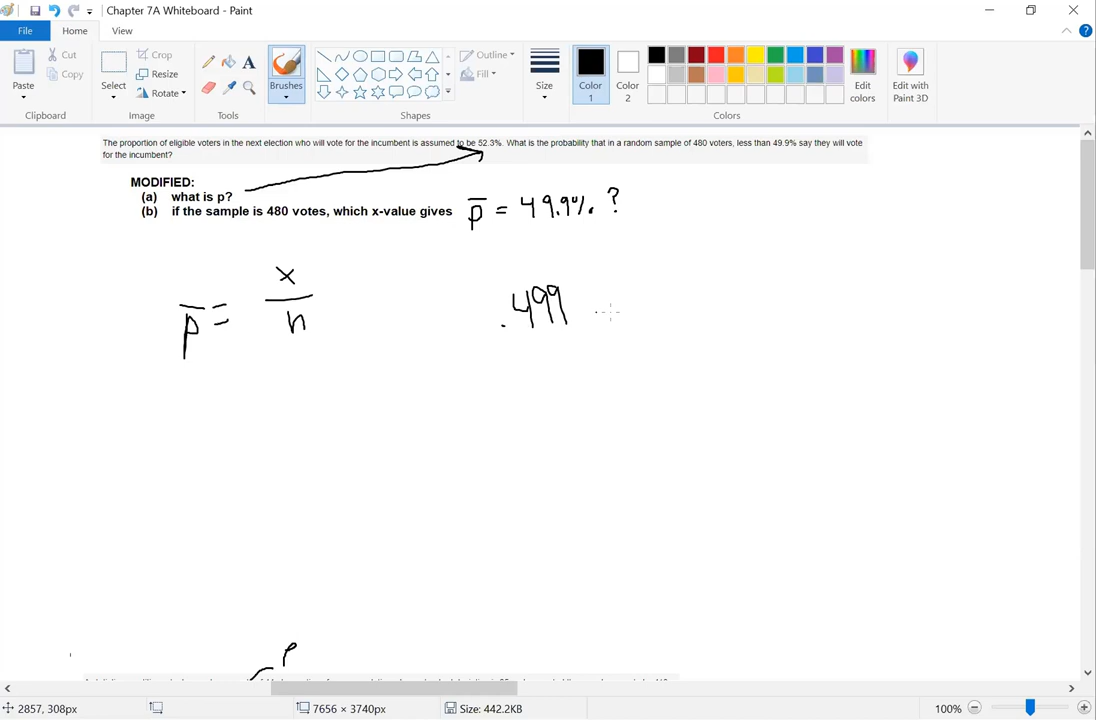 Chapter 7A Whiteboard - Paint
File Home View
Paste Cut Copy Clipboard
Select Crop Resize Rotate Image
Tools
Brushes
Outline Fill Shapes
Size
Color 1 Color 2 Edit colors Colors
Edit with Paint 3D
The proportion of eligible voters in the next election who will vote for the incumbent is assumed to be 52.3%. What is the probability that in a random sample of 480 voters, less than 49.9% say they will vote
for the incumbent?
MODIFIED:
(a) what is p?
(b) if the sample is 480 votes, which x-value gives p̅ = 49.9% ?
p̅ = x / n
.499
p
2857, 308px 7656 × 3740px Size: 442.2KB 100%